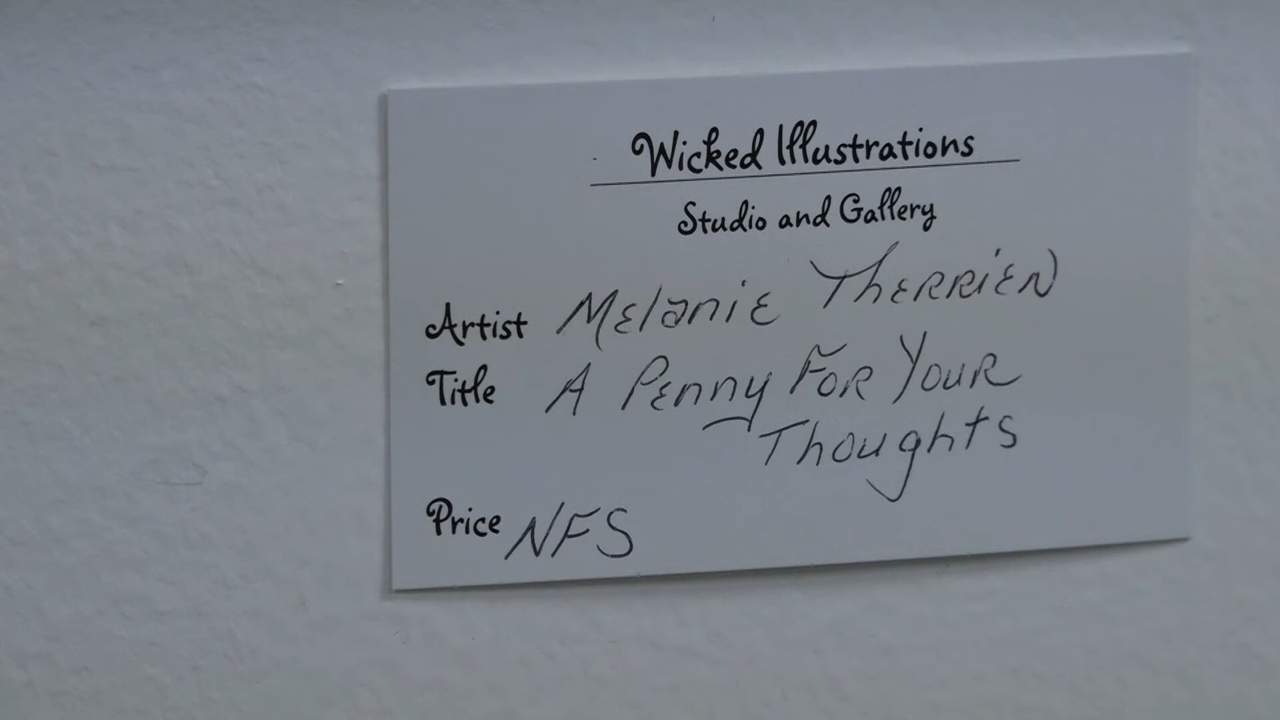 Wicked Illustrations
Studio and Gallery
Artist Melanie Therrien
Title A Penny For Your
Thoughts
Price NFS